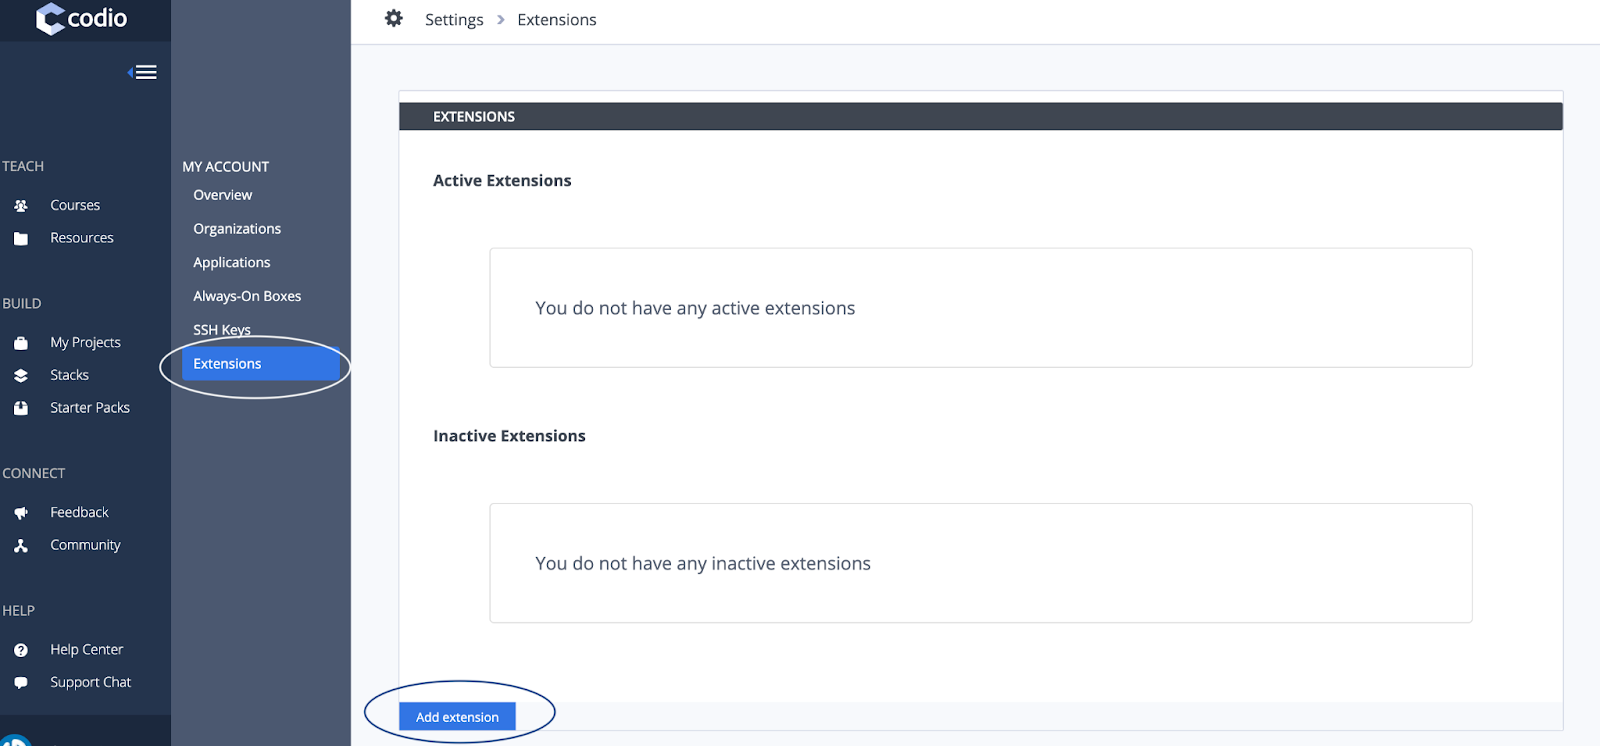 codio
Settings > Extensions
TEACH
Courses
Resources
BUILD
My Projects
Stacks
Starter Packs
CONNECT
Feedback
Community
HELP
Help Center
Support Chat
MY ACCOUNT
Overview
Organizations
Applications
Always-On Boxes
SSH Keys
Extensions
EXTENSIONS
Active Extensions
You do not have any active extensions
Inactive Extensions
You do not have any inactive extensions
Add extension